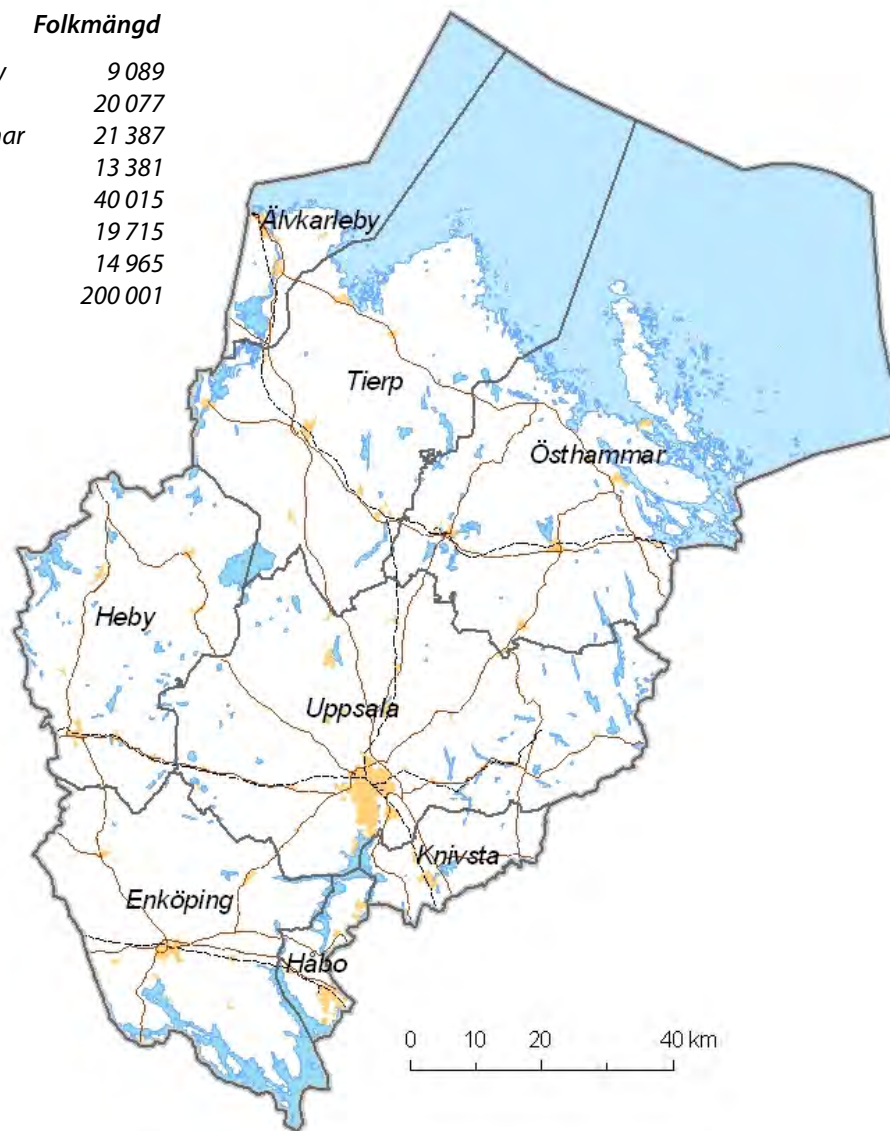 Folkmängd
9 089
20 077
21 387
13 381
40 015
19 715
14 965
200 001
Älvkarleby
Tierp
Östhammar
Heby
Uppsala
Knivsta
Enköping
Håbo
0 10 20 40 km